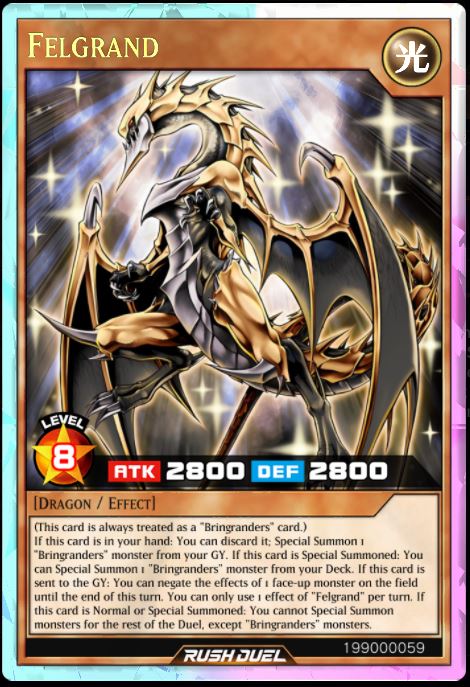 FELGRAND
光
LEVEL
8
ATK 2800 DEF 2800
[DRAGON / EFFECT]
(This card is always treated as a "Bringranders" card.)
If this card is in your hand: You can discard it; Special Summon 1
"Bringranders" monster from your GY. If this card is Special Summoned: You
can Special Summon 1 "Bringranders" monster from your Deck. If this card is
sent to the GY: You can negate the effects of 1 face-up monster on the field
until the end of this turn. You can only use 1 effect of "Felgrand" per turn. If
this card is Normal or Special Summoned: You cannot Special Summon
monsters for the rest of the Duel, except "Bringranders" monsters.
199000059
RUSH DUEL